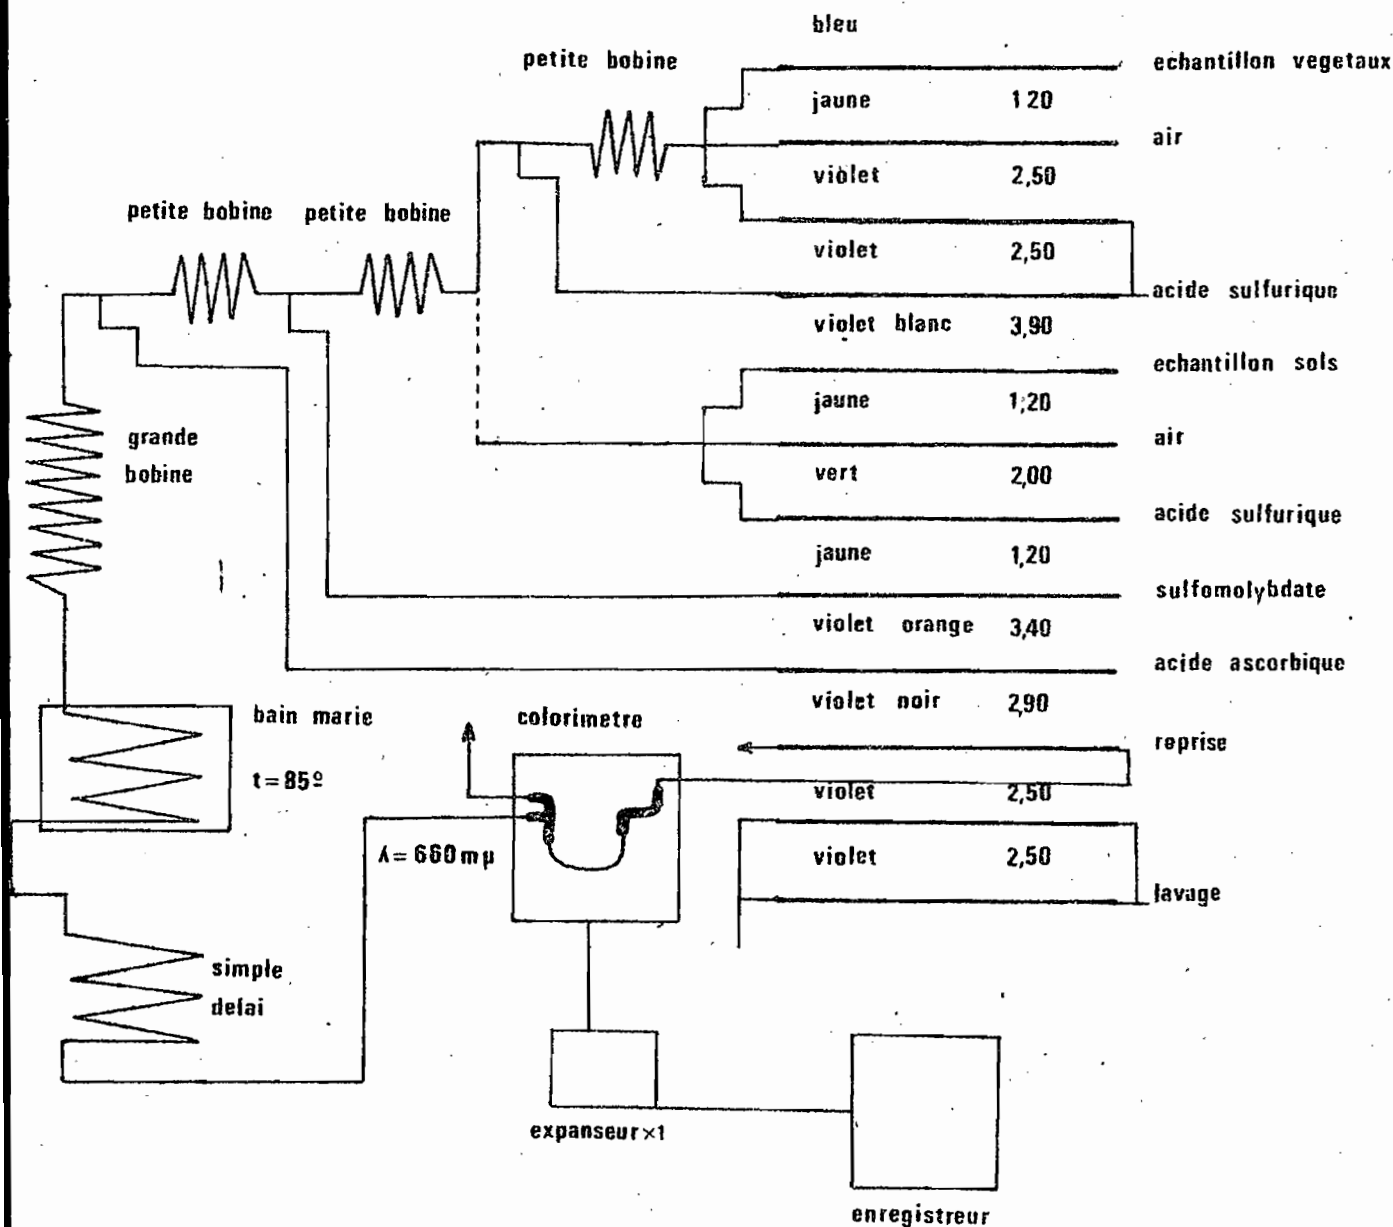 bleu
petite bobine
echantillon vegetaux
jaune 1 20
air
violet 2,50
petite bobine petite bobine
violet 2,50
acide sulfurique
violet blanc 3,90
echantillon sols
jaune 1,20
grande
bobine
air
vert 2,00
acide sulfurique
jaune 1,20
sulfomolybdate
violet orange 3,40
acide ascorbique
violet noir 2,90
bain marie
colorimetre
reprise
t = 85º
violet 2,50
λ = 660 mµ
violet 2,50
lavage
simple
delai
expanseur ×1
enregistreur